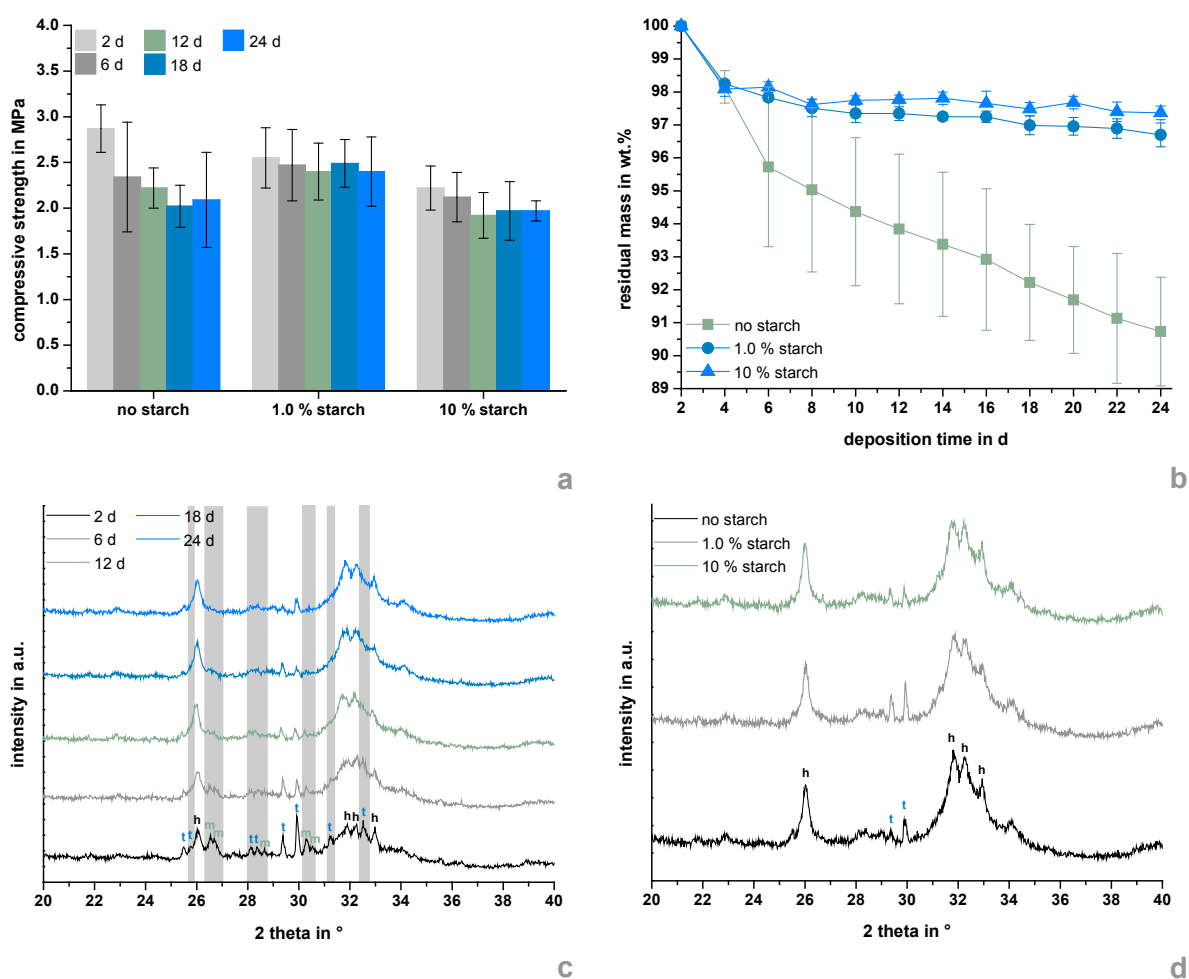 compressive strength in MPa
4.0
3.5
3.0
2.5
2.0
1.5
1.0
0.5
0.0
2 d
12 d
24 d
6 d
18 d
no starch
1.0 % starch
10 % starch
a
residual mass in wt.%
100
99
98
97
96
95
94
93
92
91
90
89
no starch
1.0 % starch
10 % starch
2 4 6 8 10 12 14 16 18 20 22 24
deposition time in d
b
intensity in a.u.
2 d
18 d
6 d
24 d
12 d
t t h m m t t m t t m m t h h t h
20 22 24 26 28 30 32 34 36 38 40
2 theta in °
c
intensity in a.u.
no starch
1.0 % starch
10 % starch
h t t h h h
20 22 24 26 28 30 32 34 36 38 40
2 theta in °
d